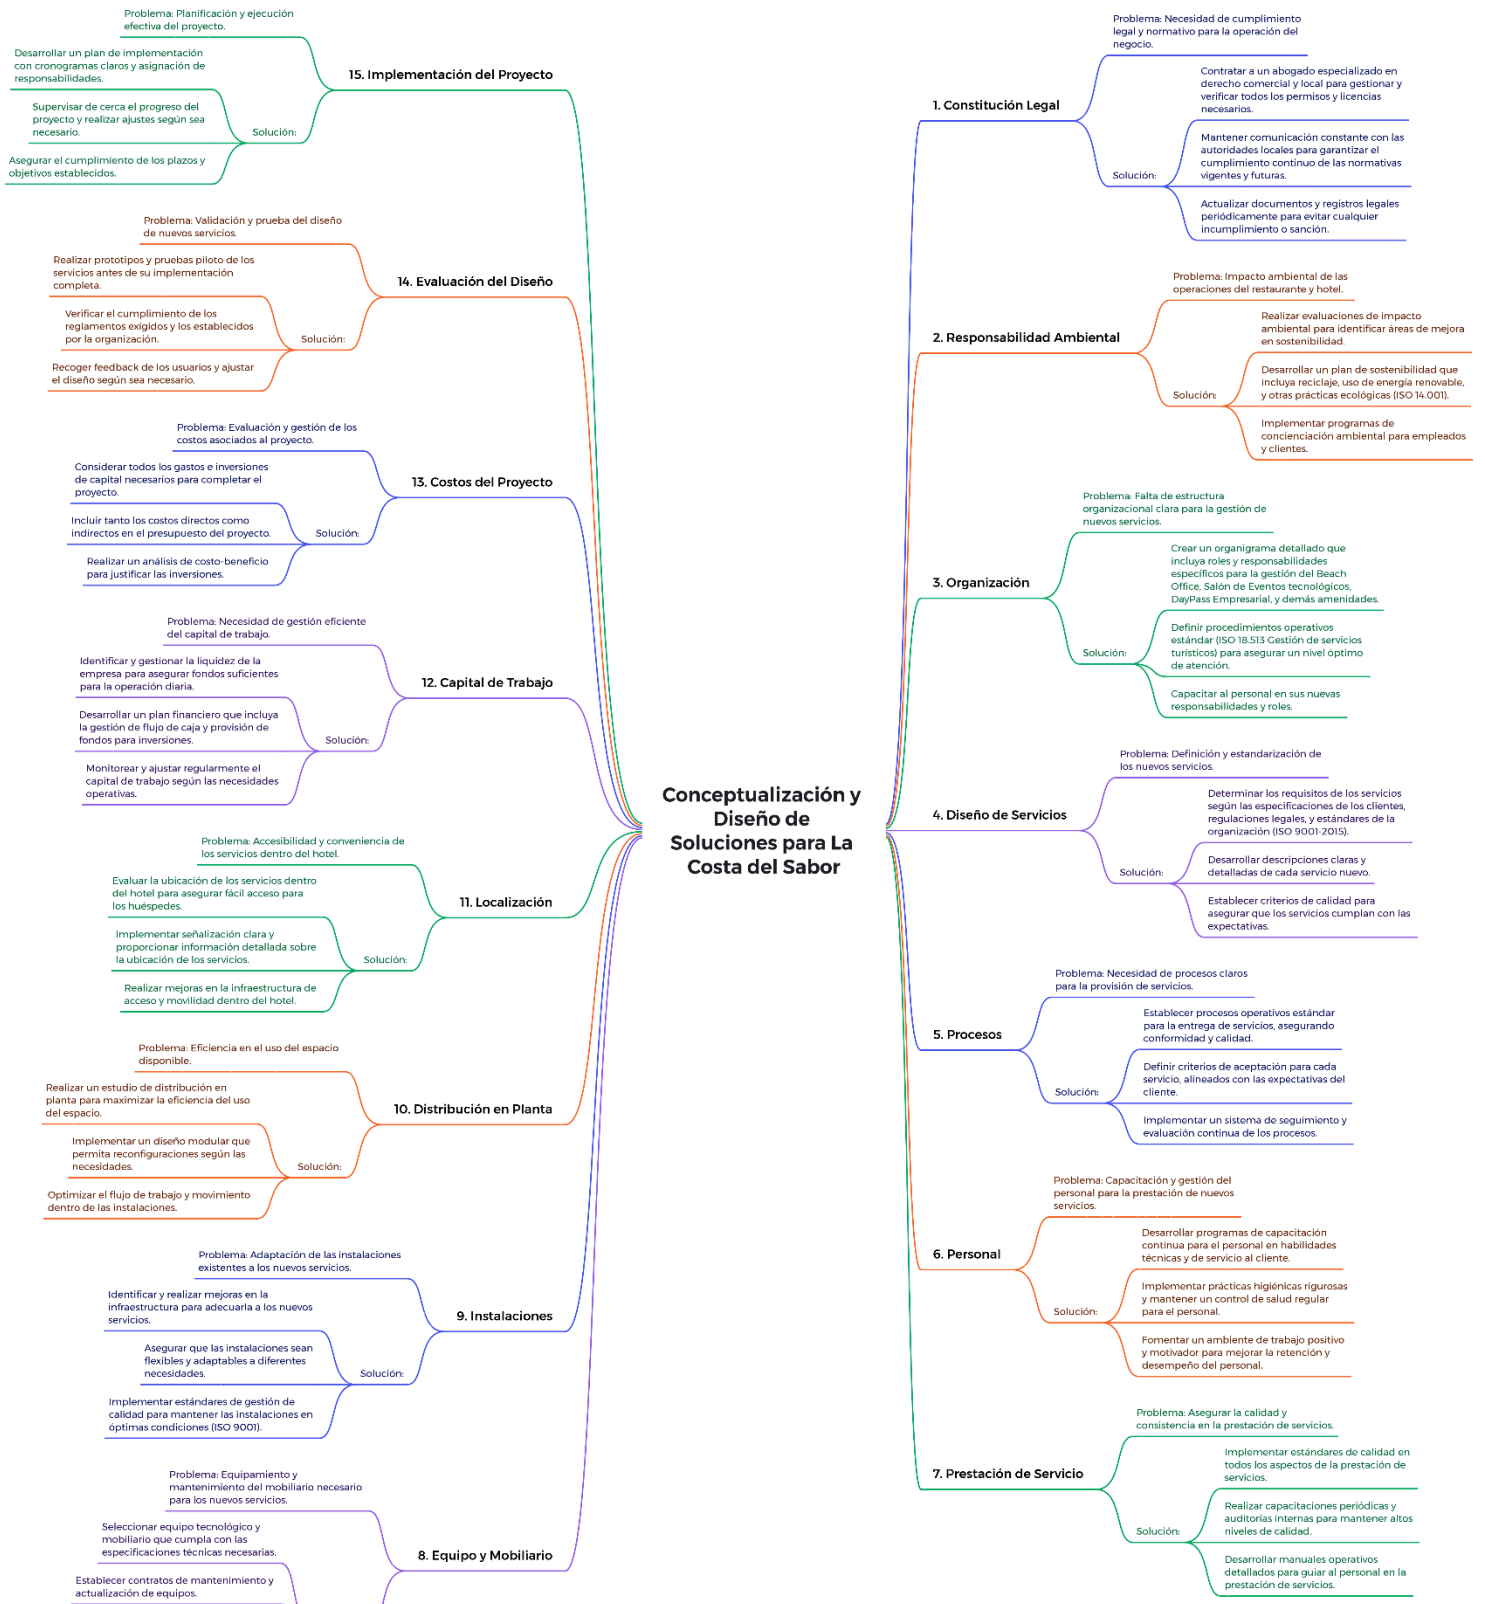 Conceptualización y
Diseño de
Soluciones para La
Costa del Sabor
1. Constitución Legal
Problema: Necesidad de cumplimiento
legal y normativo para la operación del
negocio.
Solución:
Contratar a un abogado especializado en
derecho comercial y local para gestionar y
verificar todos los permisos y licencias
necesarios.
Mantener comunicación constante con las
autoridades locales para garantizar el
cumplimiento continuo de las normativas
vigentes y futuras.
Actualizar documentos y registros legales
periódicamente para evitar cualquier
incumplimiento o sanción.
2. Responsabilidad Ambiental
Problema: Impacto ambiental de las
operaciones del restaurante y hotel.
Solución:
Realizar evaluaciones de impacto
ambiental para identificar áreas de mejora
en sostenibilidad.
Desarrollar un plan de sostenibilidad que
incluya reciclaje, uso de energía renovable,
y otras prácticas ecológicas (ISO 14.001).
Implementar programas de
concienciación ambiental para empleados
y clientes.
3. Organización
Problema: Falta de estructura
organizacional clara para la gestión de
nuevos servicios.
Solución:
Crear un organigrama detallado que
incluya roles y responsabilidades
específicos para la gestión del Beach
Office, Salón de Eventos tecnológicos,
DayPass Empresarial, y demás amenidades.
Definir procedimientos operativos
estándar (ISO 18.513 Gestión de servicios
turísticos) para asegurar un nivel óptimo
de atención.
Capacitar al personal en sus nuevas
responsabilidades y roles.
4. Diseño de Servicios
Problema: Definición y estandarización de
los nuevos servicios.
Solución:
Determinar los requisitos de los servicios
según las especificaciones de los clientes,
regulaciones legales, y estándares de la
organización (ISO 9001-2015).
Desarrollar descripciones claras y
detalladas de cada servicio nuevo.
Establecer criterios de calidad para
asegurar que los servicios cumplan con las
expectativas.
5. Procesos
Problema: Necesidad de procesos claros
para la provisión de servicios.
Solución:
Establecer procesos operativos estándar
para la entrega de servicios, asegurando
conformidad y calidad.
Definir criterios de aceptación para cada
servicio, alineados con las expectativas del
cliente.
Implementar un sistema de seguimiento y
evaluación continua de los procesos.
6. Personal
Problema: Capacitación y gestión del
personal para la prestación de nuevos
servicios.
Solución:
Desarrollar programas de capacitación
continua para el personal en habilidades
técnicas y de servicio al cliente.
Implementar prácticas higiénicas rigurosas
y mantener un control de salud regular
para el personal.
Fomentar un ambiente de trabajo positivo
y motivador para mejorar la retención y
desempeño del personal.
7. Prestación de Servicio
Problema: Asegurar la calidad y
consistencia en la prestación de servicios.
Solución:
Implementar estándares de calidad en
todos los aspectos de la prestación de
servicios.
Realizar capacitaciones periódicas y
auditorías internas para mantener altos
niveles de calidad.
Desarrollar manuales operativos
detallados para guiar al personal en la
prestación de servicios.
8. Equipo y Mobiliario
Problema: Equipamiento y
mantenimiento del mobiliario necesario
para los nuevos servicios.
Seleccionar equipo tecnológico y
mobiliario que cumpla con las
especificaciones técnicas necesarias.
Establecer contratos de mantenimiento y
actualización de equipos.
9. Instalaciones
Problema: Adaptación de las instalaciones
existentes a los nuevos servicios.
Solución:
Identificar y realizar mejoras en la
infraestructura para adecuarla a los nuevos
servicios.
Asegurar que las instalaciones sean
flexibles y adaptables a diferentes
necesidades.
Implementar estándares de gestión de
calidad para mantener las instalaciones en
óptimas condiciones (ISO 9001).
10. Distribución en Planta
Problema: Eficiencia en el uso del espacio
disponible.
Solución:
Realizar un estudio de distribución en
planta para maximizar la eficiencia del uso
del espacio.
Implementar un diseño modular que
permita reconfiguraciones según las
necesidades.
Optimizar el flujo de trabajo y movimiento
dentro de las instalaciones.
11. Localización
Problema: Accesibilidad y conveniencia de
los servicios dentro del hotel.
Solución:
Evaluar la ubicación de los servicios dentro
del hotel para asegurar fácil acceso para
los huéspedes.
Implementar señalización clara y
proporcionar información detallada sobre
la ubicación de los servicios.
Realizar mejoras en la infraestructura de
acceso y movilidad dentro del hotel.
12. Capital de Trabajo
Problema: Necesidad de gestión eficiente
del capital de trabajo.
Solución:
Identificar y gestionar la liquidez de la
empresa para asegurar fondos suficientes
para la operación diaria.
Desarrollar un plan financiero que incluya
la gestión de flujo de caja y provisión de
fondos para inversiones.
Monitorear y ajustar regularmente el
capital de trabajo según las necesidades
operativas.
13. Costos del Proyecto
Problema: Evaluación y gestión de los
costos asociados al proyecto.
Solución:
Considerar todos los gastos e inversiones
de capital necesarios para completar el
proyecto.
Incluir tanto los costos directos como
indirectos en el presupuesto del proyecto.
Realizar un análisis de costo-beneficio
para justificar las inversiones.
14. Evaluación del Diseño
Problema: Validación y prueba del diseño
de nuevos servicios.
Solución:
Realizar prototipos y pruebas piloto de los
servicios antes de su implementación
completa.
Verificar el cumplimiento de los
reglamentos exigidos y los establecidos
por la organización.
Recoger feedback de los usuarios y ajustar
el diseño según sea necesario.
15. Implementación del Proyecto
Problema: Planificación y ejecución
efectiva del proyecto.
Solución:
Desarrollar un plan de implementación
con cronogramas claros y asignación de
responsabilidades.
Supervisar de cerca el progreso del
proyecto y realizar ajustes según sea
necesario.
Asegurar el cumplimiento de los plazos y
objetivos establecidos.